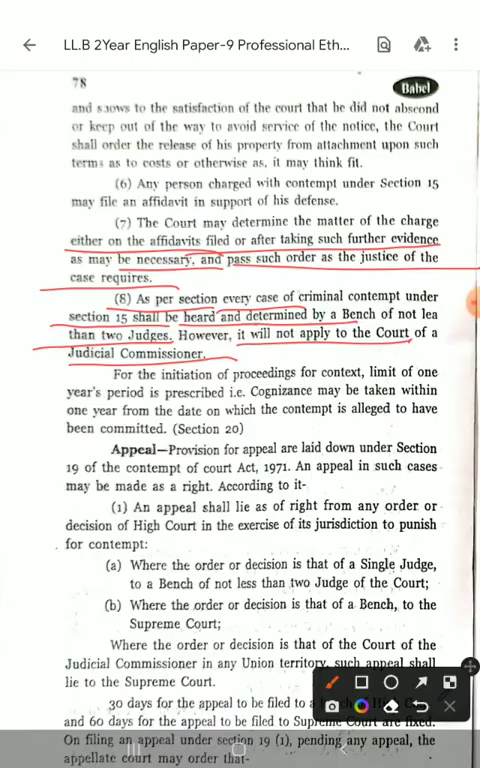 LL.B 2Year English Paper-9 Professional Eth...
78
Babel
and shows to the satisfaction of the court that he did not abscond
or keep out of the way to avoid service of the notice, the Court
shall order the release of his property from attachment upon such
terms as to costs or otherwise as, it may think fit.
(6) Any person charged with contempt under Section 15
may file an affidavit in support of his defense.
(7) The Court may determine the matter of the charge
either on the affidavits filed or after taking such further evidence
as may be necessary, and pass such order as the justice of the
case requires.
(8) As per section every case of criminal contempt under
section 15 shall be heard and determined by a Bench of not lea
than two Judges. However, it will not apply to the Court of a
Judicial Commissioner.
For the initiation of proceedings for context, limit of one
year's period is prescribed i.e. Cognizance may be taken within
one year from the date on which the contempt is alleged to have
been committed. (Section 20)
Appeal—Provision for appeal are laid down under Section
19 of the contempt of court Act, 1971. An appeal in such cases
may be made as a right. According to it-
(1) An appeal shall lie as of right from any order or
decision of High Court in the exercise of its jurisdiction to punish
for contempt:
(a) Where the order or decision is that of a Single Judge,
to a Bench of not less than two Judge of the Court;
(b) Where the order or decision is that of a Bench, to the
Supreme Court;
Where the order or decision is that of the Court of the
Judicial Commissioner in any Union territory, such appeal shall
lie to the Supreme Court.
30 days for the appeal to be filed to a
and 60 days for the appeal to be filed to Supreme Court are fixed.
On filing an appeal under section 19 (1), pending any appeal, the
appellate court may order that-